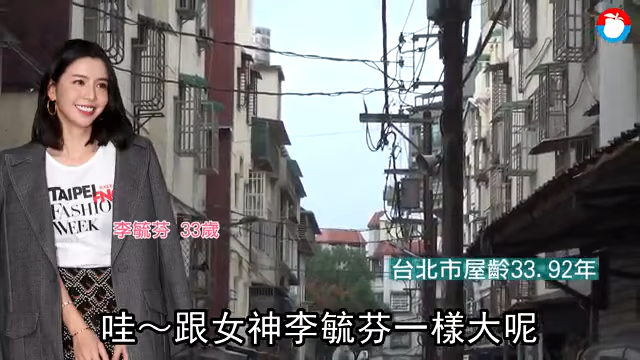 TAIPEI
FASHION
WEEK
李毓芬 33歲
台北市屋齡33.92年
哇～跟女神李毓芬一樣大呢